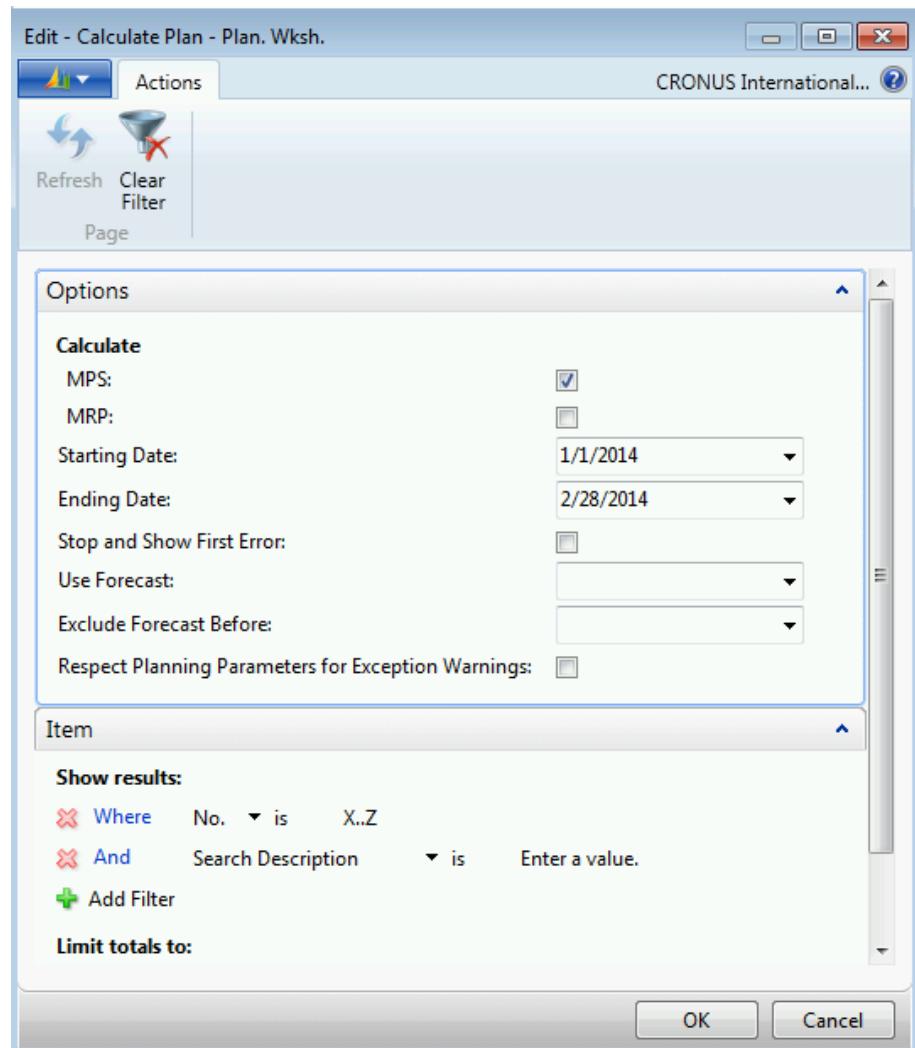 Edit - Calculate Plan - Plan. Wksh.
Actions
CRONUS International...
Refresh
Clear
Filter
Page
Options
Calculate
MPS:
MRP:
Starting Date: 1/1/2014
Ending Date: 2/28/2014
Stop and Show First Error:
Use Forecast:
Exclude Forecast Before:
Respect Planning Parameters for Exception Warnings:
Item
Show results:
Where No. is X..Z
And Search Description is Enter a value.
Add Filter
Limit totals to:
OK Cancel